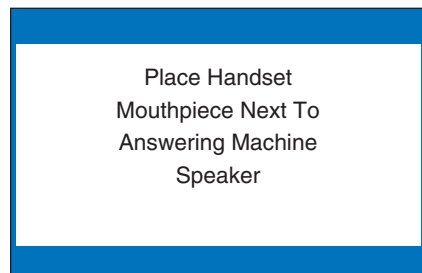 Place Handset
Mouthpiece Next To
Answering Machine
Speaker